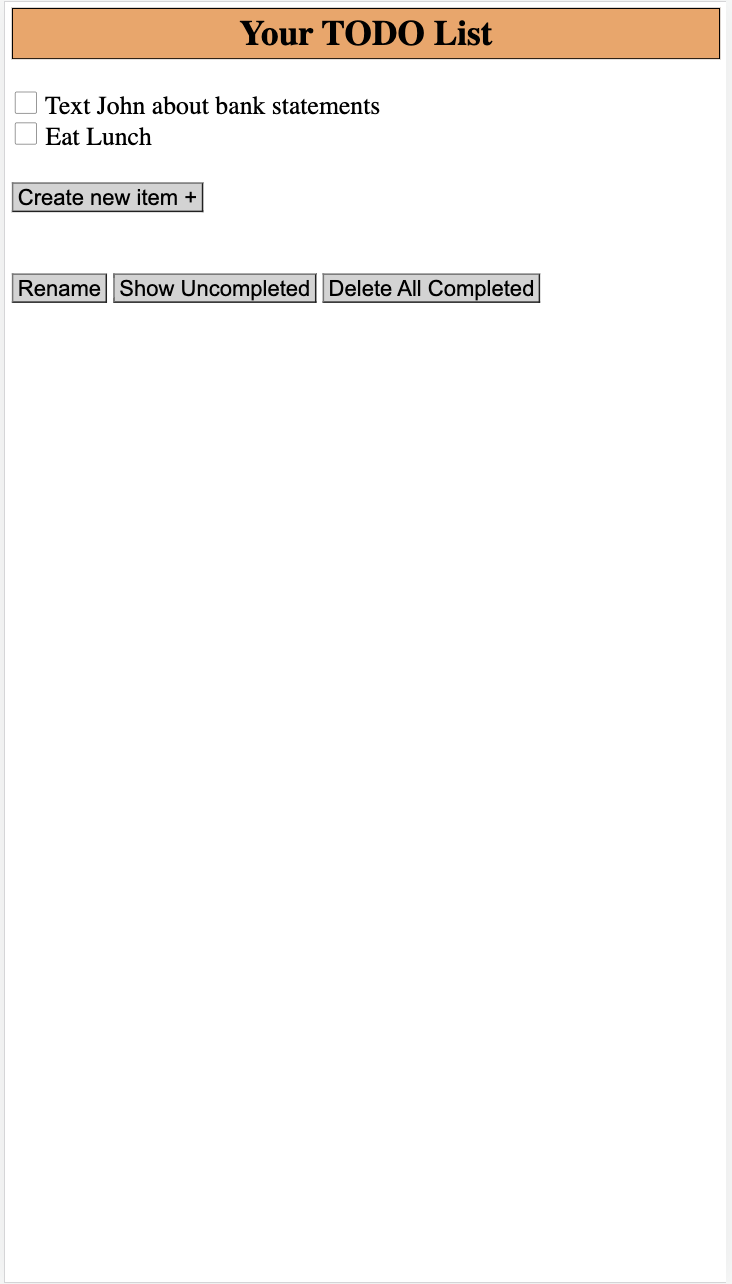 Your TODO List
Text John about bank statements
Eat Lunch
Create new item +
Rename Show Uncompleted Delete All Completed